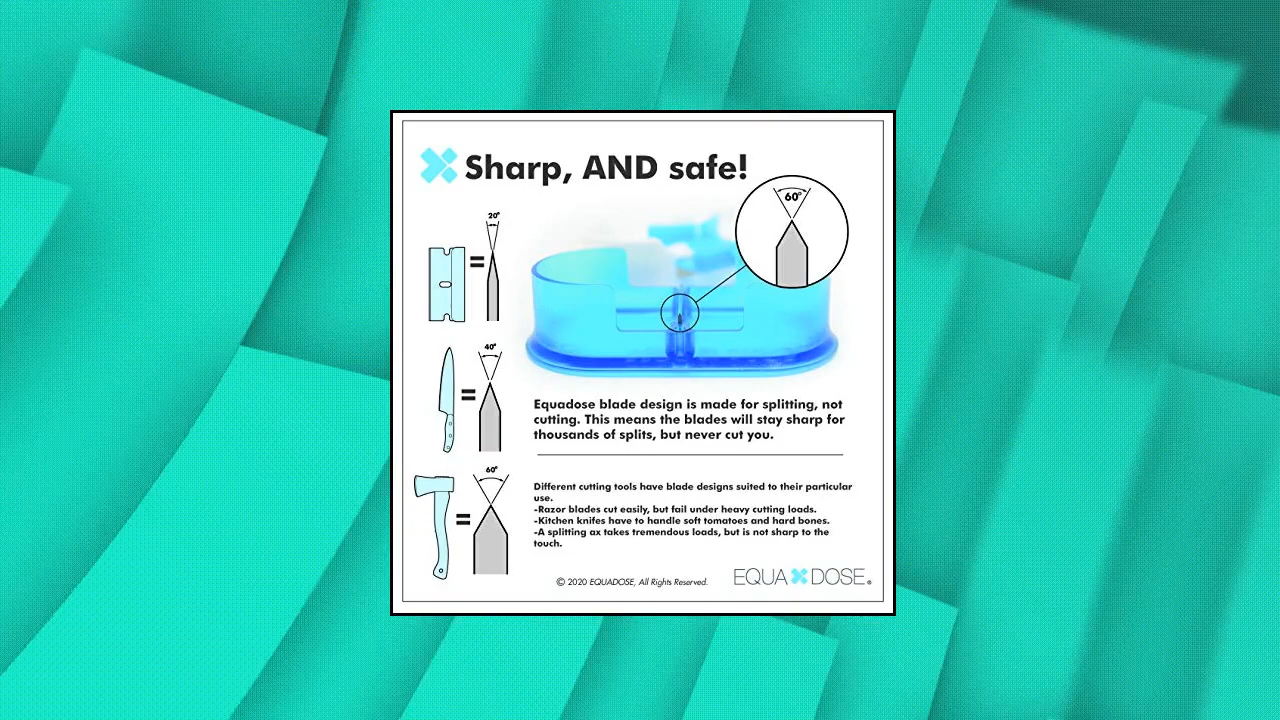 Sharp, AND safe!
60°
20°
=
40°
=
60°
=
Equadose blade design is made for splitting, not
cutting. This means the blades will stay sharp for
thousands of splits, but never cut you.
Different cutting tools have blade designs suited to their particular
use.
-Razor blades cut easily, but fail under heavy cutting loads.
-Kitchen knifes have to handle soft tomatoes and hard bones.
-A splitting ax takes tremendous loads, but is not sharp to the
touch.
© 2020 EQUADOSE, All Rights Reserved.
EQUA DOSE®